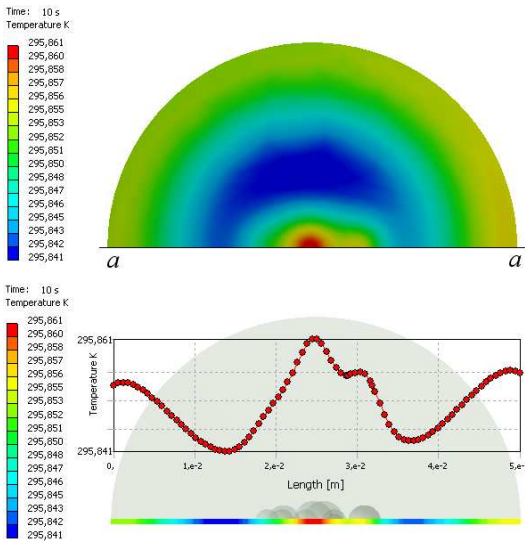 Time: 10 s
Temperature K
295,861
295,860
295,858
295,857
295,856
295,855
295,853
295,852
295,851
295,850
295,848
295,847
295,846
295,845
295,843
295,842
295,841
a
a
Time: 10 s
Temperature K
295,861
295,860
295,858
295,857
295,856
295,855
295,853
295,852
295,851
295,850
295,848
295,847
295,846
295,845
295,843
295,842
295,841
295,861
Temperature K
295,841
0,
1,e-2
2,e-2
3,e-2
4,e-2
5,e-
Length [m]